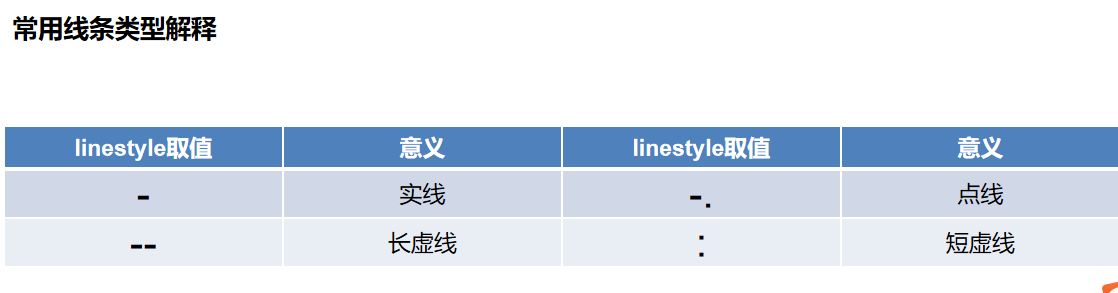 常用线条类型解释
linestyle取值 意义 linestyle取值 意义
- 实线 -. 点线
-- 长虚线 : 短虚线